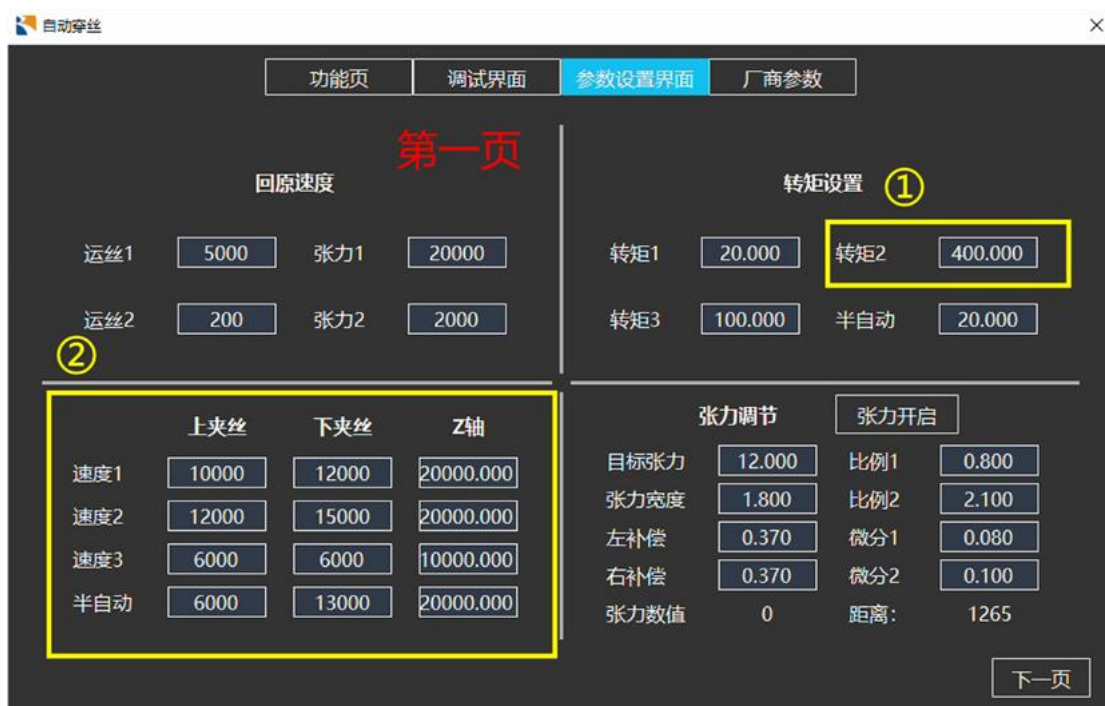 自动穿丝
功能页 调试界面 参数设置界面 厂商参数
第一页
回原速度
运丝1 5000 张力1 20000
运丝2 200 张力2 2000
转矩设置 ①
转矩1 20.000 转矩2 400.000
转矩3 100.000 半自动 20.000
②
上夹丝 下夹丝 Z轴
速度1 10000 12000 20000.000
速度2 12000 15000 20000.000
速度3 6000 6000 10000.000
半自动 6000 13000 20000.000
张力调节 张力开启
目标张力 12.000 比例1 0.800
张力宽度 1.800 比例2 2.100
左补偿 0.370 微分1 0.080
右补偿 0.370 微分2 0.100
张力数值 0 距离: 1265
下一页